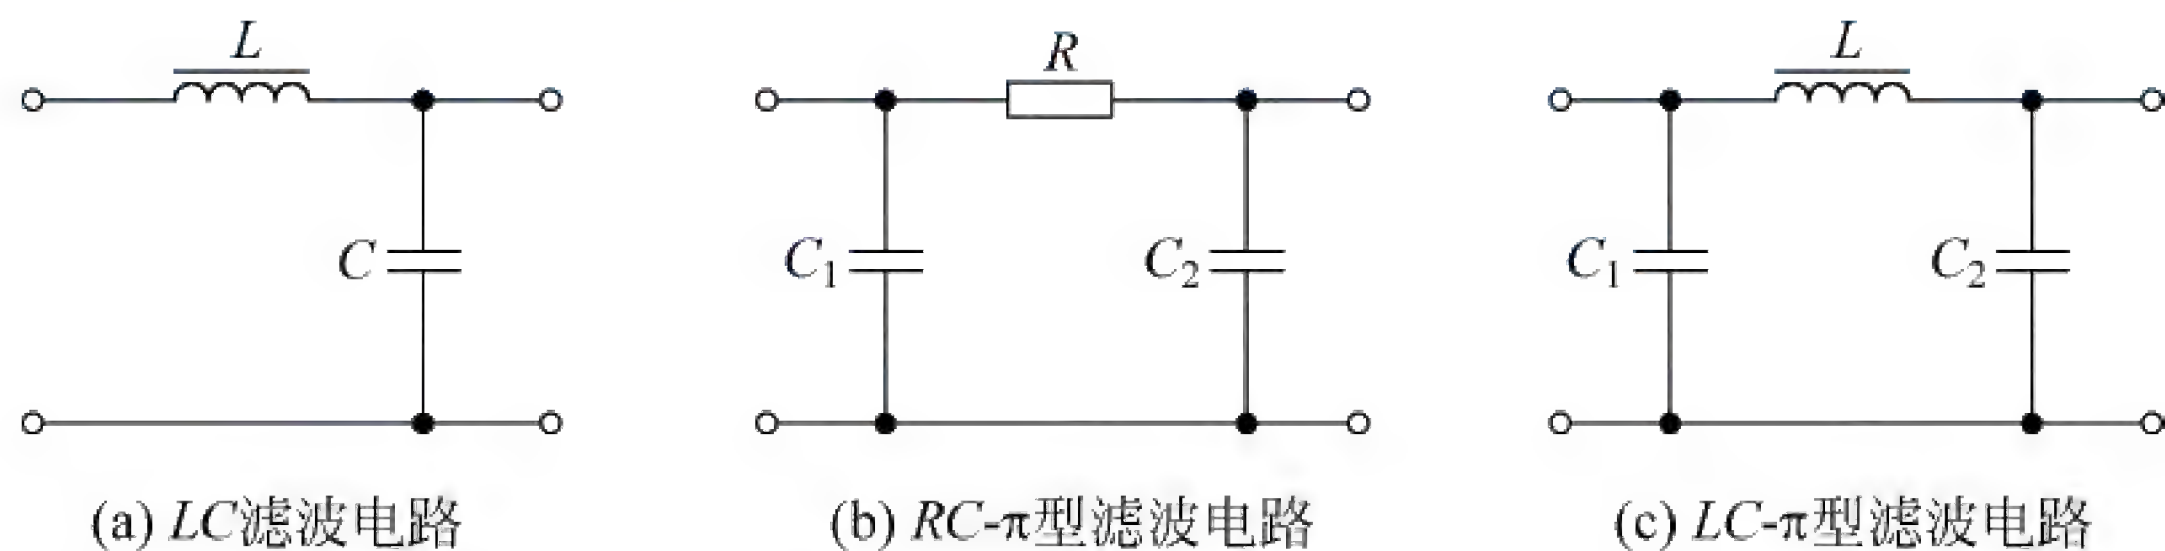 L
C
(a) LC滤波电路
R
C₁
C₂
(b) RC-π型滤波电路
L
C₁
C₂
(c) LC-π型滤波电路